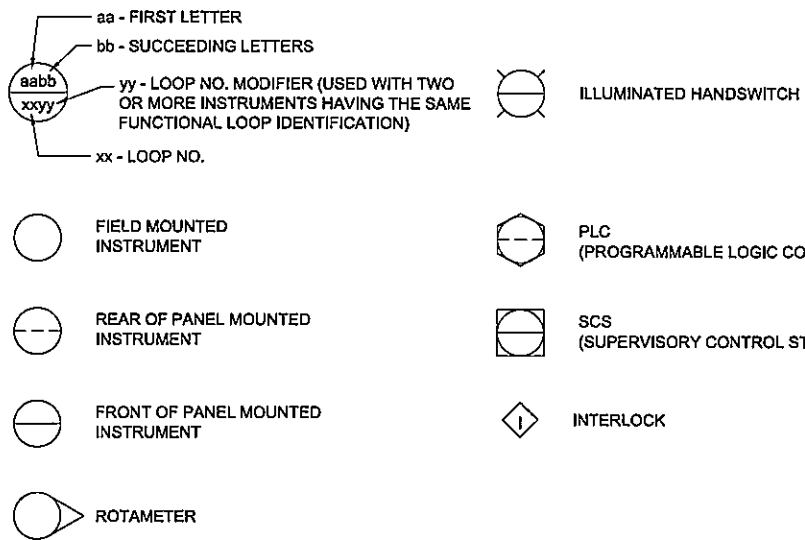 aa - FIRST LETTER
bb - SUCCEEDING LETTERS
aabb
xxyy
yy - LOOP NO. MODIFIER (USED WITH TWO
OR MORE INSTRUMENTS HAVING THE SAME
FUNCTIONAL LOOP IDENTIFICATION)
xx - LOOP NO.
ILLUMINATED HANDSWITCH
FIELD MOUNTED
INSTRUMENT
PLC
(PROGRAMMABLE LOGIC CO
REAR OF PANEL MOUNTED
INSTRUMENT
SCS
(SUPERVISORY CONTROL ST
FRONT OF PANEL MOUNTED
INSTRUMENT
I
INTERLOCK
ROTAMETER